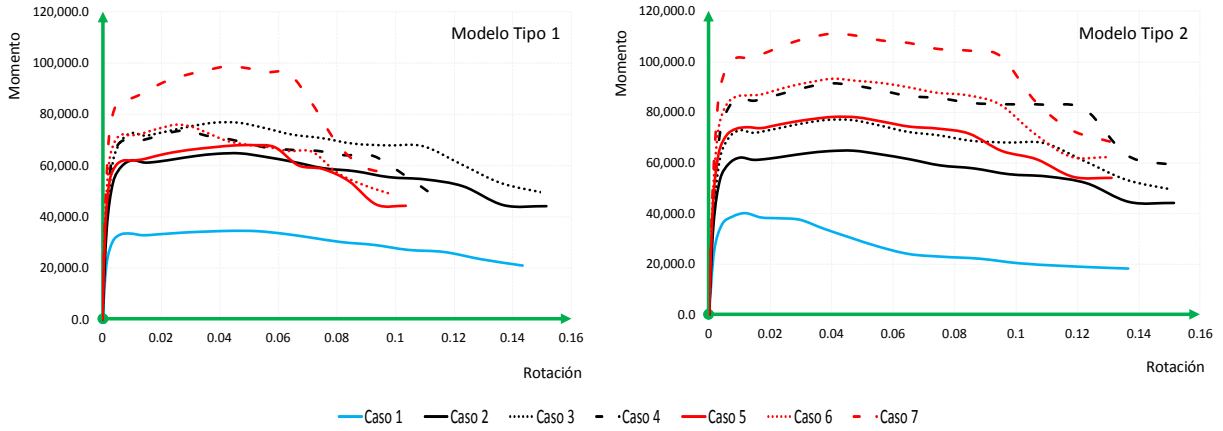 Modelo Tipo 1
Momento
120,000.0
100,000.0
80,000.0
60,000.0
40,000.0
20,000.0
0.0
0 0.02 0.04 0.06 0.08 0.1 0.12 0.14 0.16
Rotación
Modelo Tipo 2
Momento
120,000.0
100,000.0
80,000.0
60,000.0
40,000.0
20,000.0
0.0
0 0.02 0.04 0.06 0.08 0.1 0.12 0.14 0.16
Rotación
Caso 1 Caso 2 Caso 3 Caso 4 Caso 5 Caso 6 Caso 7